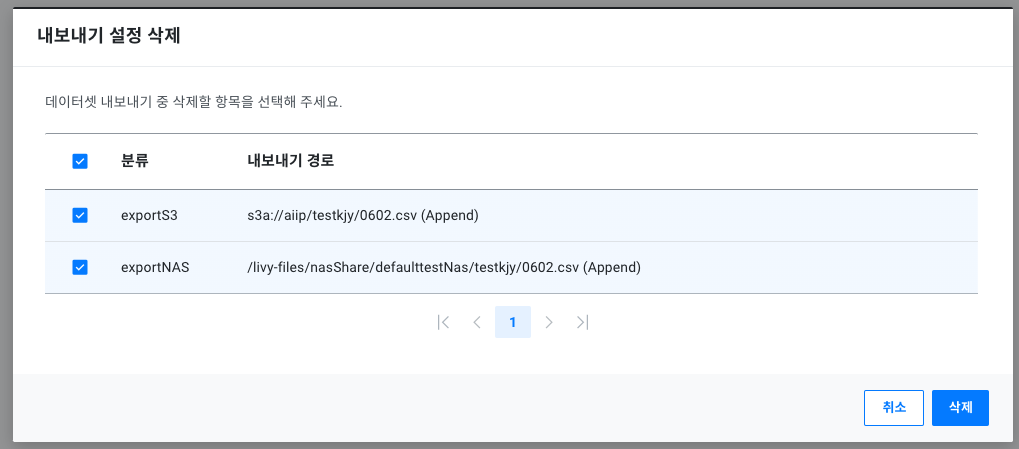 내보내기 설정 삭제
데이터셋 내보내기 중 삭제할 항목을 선택해 주세요.
분류 내보내기 경로
exportS3 s3a://aiip/testkjy/0602.csv (Append)
exportNAS /livy-files/nasShare/defaulttestNas/testkjy/0602.csv (Append)
1
취소 삭제